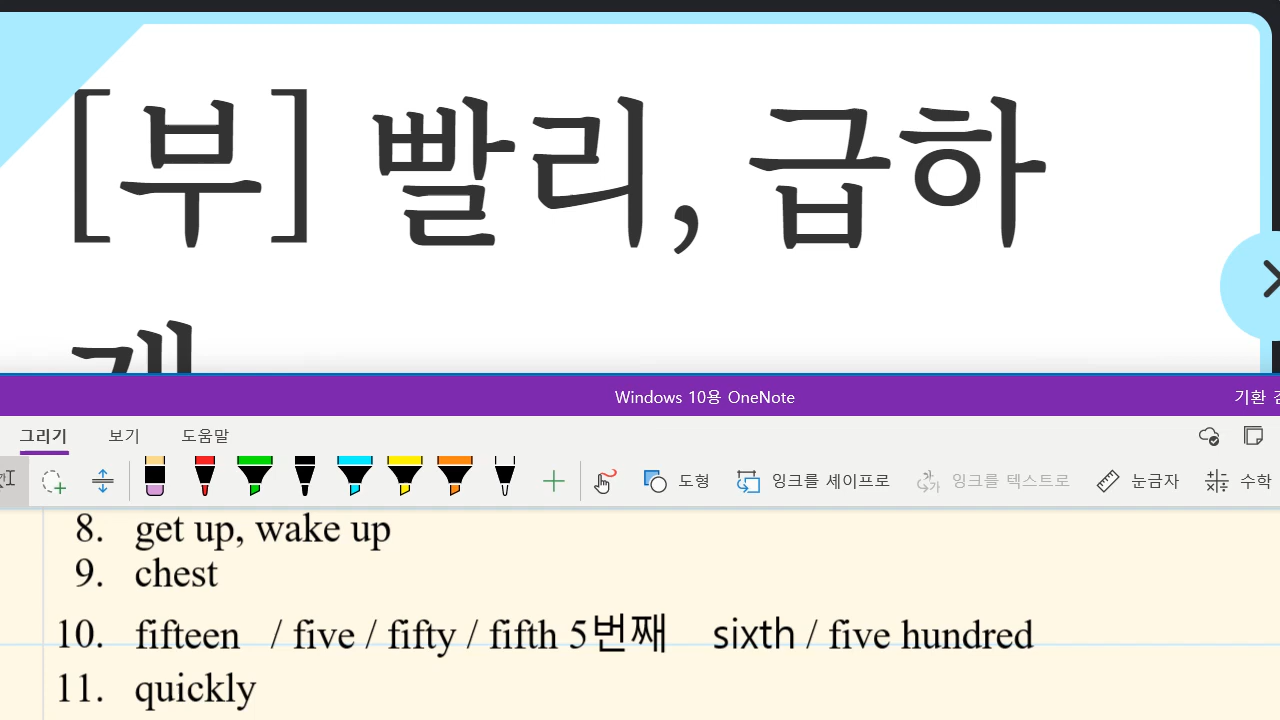 [부] 빨리, 급하
게
Windows 10용 OneNote
기환
그리기 보기 도움말
도형 잉크를 셰이프로 잉크를 텍스트로 눈금자 수학
8. get up, wake up
9. chest
10. fifteen / five / fifty / fifth 5번째 sixth / five hundred
11. quickly